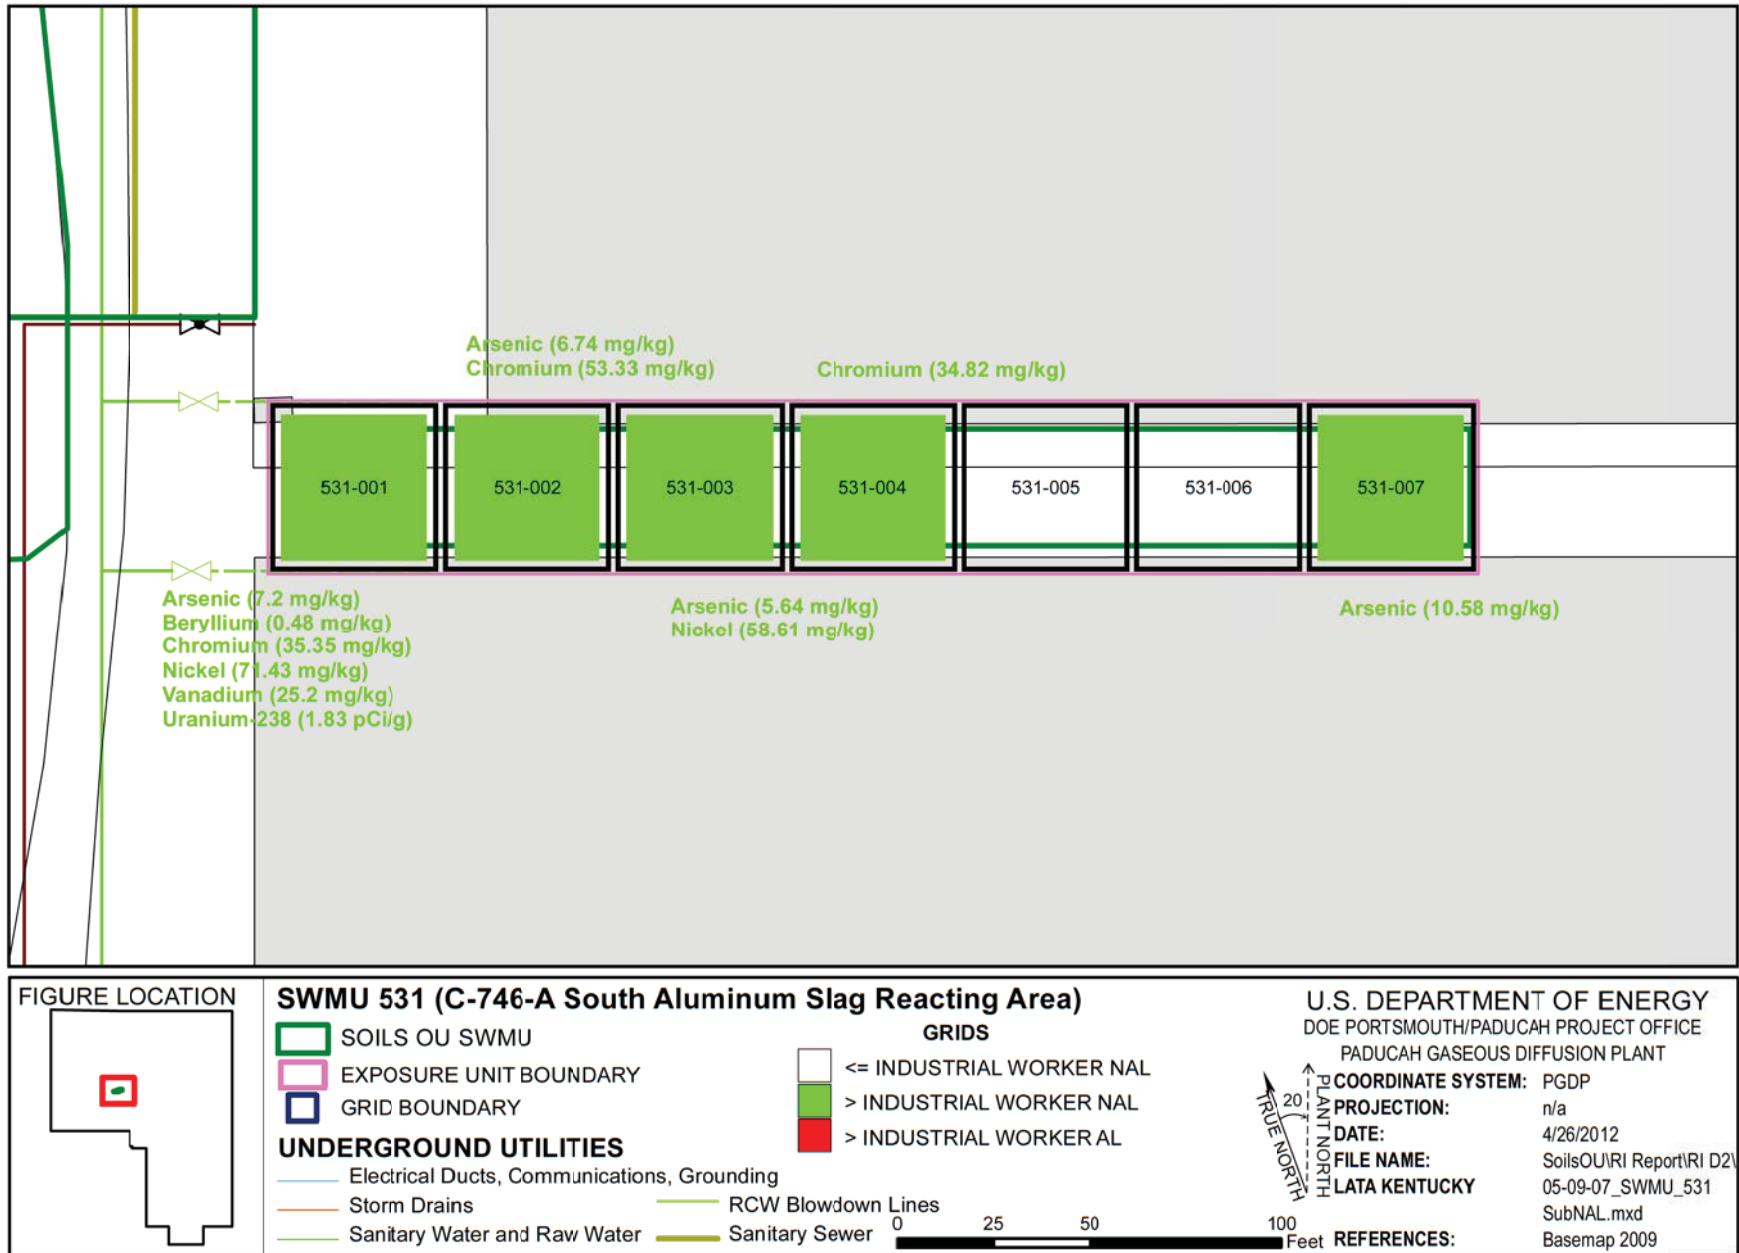 Arsenic (6.74 mg/kg)
Chromium (53.33 mg/kg)
Chromium (34.82 mg/kg)
531-001
531-002
531-003
531-004
531-005
531-006
531-007
Arsenic (7.2 mg/kg)
Beryllium (0.48 mg/kg)
Chromium (35.35 mg/kg)
Nickel (71.43 mg/kg)
Vanadium (25.2 mg/kg)
Uranium-238 (1.83 pCi/g)
Arsenic (5.64 mg/kg)
Nickel (58.61 mg/kg)
Arsenic (10.58 mg/kg)
FIGURE LOCATION
SWMU 531 (C-746-A South Aluminum Slag Reacting Area)
SOILS OU SWMU
EXPOSURE UNIT BOUNDARY
GRID BOUNDARY
GRIDS
<= INDUSTRIAL WORKER NAL
> INDUSTRIAL WORKER NAL
> INDUSTRIAL WORKER AL
UNDERGROUND UTILITIES
Electrical Ducts, Communications, Grounding
Storm Drains
Sanitary Water and Raw Water
RCW Blowdown Lines
Sanitary Sewer
0 25 50 100
Feet
U.S. DEPARTMENT OF ENERGY
DOE PORTSMOUTH/PADUCAH PROJECT OFFICE
PADUCAH GASEOUS DIFFUSION PLANT
TRUE NORTH
20
PLANT NORTH
COORDINATE SYSTEM: PGDP
PROJECTION: n/a
DATE: 4/26/2012
FILE NAME: SoilsOU\RI Report\RI D2\
LATA KENTUCKY 05-09-07_SWMU_531
SubNAL.mxd
REFERENCES: Basemap 2009